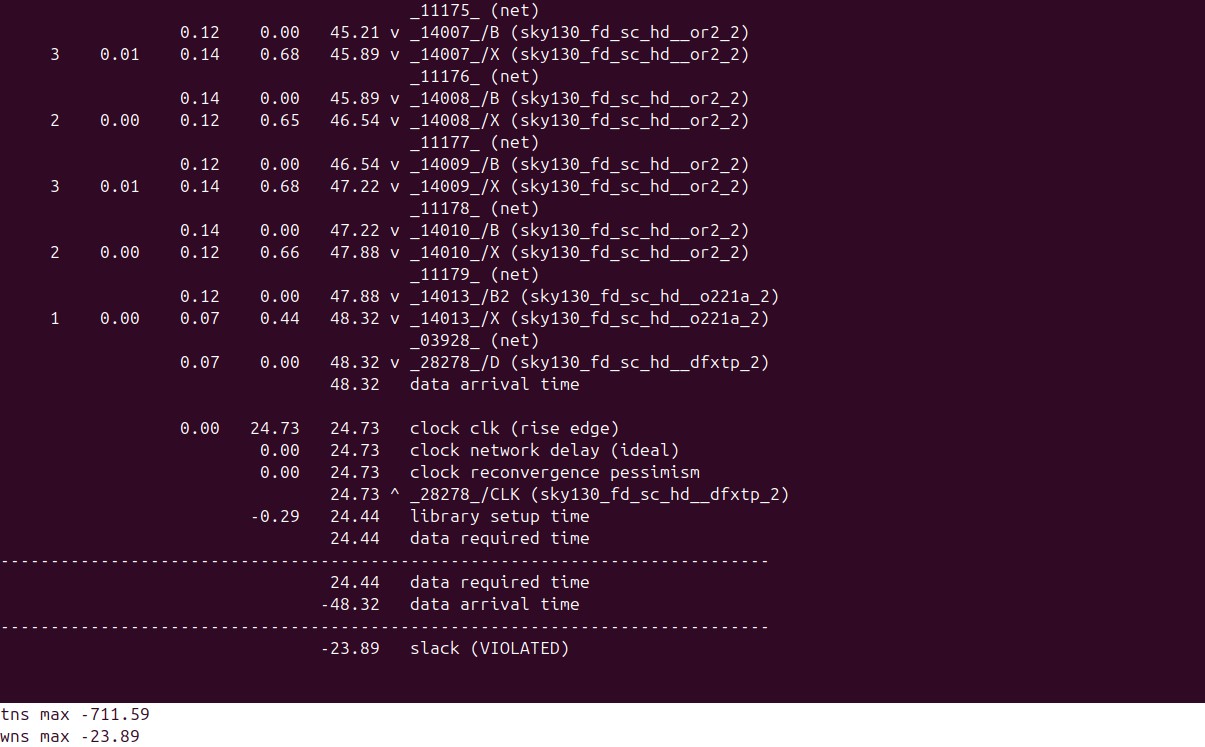 _11175_ (net)
0.12 0.00 45.21 v _14007_/B (sky130_fd_sc_hd__or2_2)
3 0.01 0.14 0.68 45.89 v _14007_/X (sky130_fd_sc_hd__or2_2)
_11176_ (net)
0.14 0.00 45.89 v _14008_/B (sky130_fd_sc_hd__or2_2)
2 0.00 0.12 0.65 46.54 v _14008_/X (sky130_fd_sc_hd__or2_2)
_11177_ (net)
0.12 0.00 46.54 v _14009_/B (sky130_fd_sc_hd__or2_2)
3 0.01 0.14 0.68 47.22 v _14009_/X (sky130_fd_sc_hd__or2_2)
_11178_ (net)
0.14 0.00 47.22 v _14010_/B (sky130_fd_sc_hd__or2_2)
2 0.00 0.12 0.66 47.88 v _14010_/X (sky130_fd_sc_hd__or2_2)
_11179_ (net)
0.12 0.00 47.88 v _14013_/B2 (sky130_fd_sc_hd__o221a_2)
1 0.00 0.07 0.44 48.32 v _14013_/X (sky130_fd_sc_hd__o221a_2)
_03928_ (net)
0.07 0.00 48.32 v _28278_/D (sky130_fd_sc_hd__dfxtp_2)
48.32 data arrival time
0.00 24.73 24.73 clock clk (rise edge)
0.00 24.73 clock network delay (ideal)
0.00 24.73 clock reconvergence pessimism
24.73 ^ _28278_/CLK (sky130_fd_sc_hd__dfxtp_2)
-0.29 24.44 library setup time
24.44 data required time
-----------------------------------------------------------------------------
24.44 data required time
-48.32 data arrival time
-----------------------------------------------------------------------------
-23.89 slack (VIOLATED)
tns max -711.59
wns max -23.89